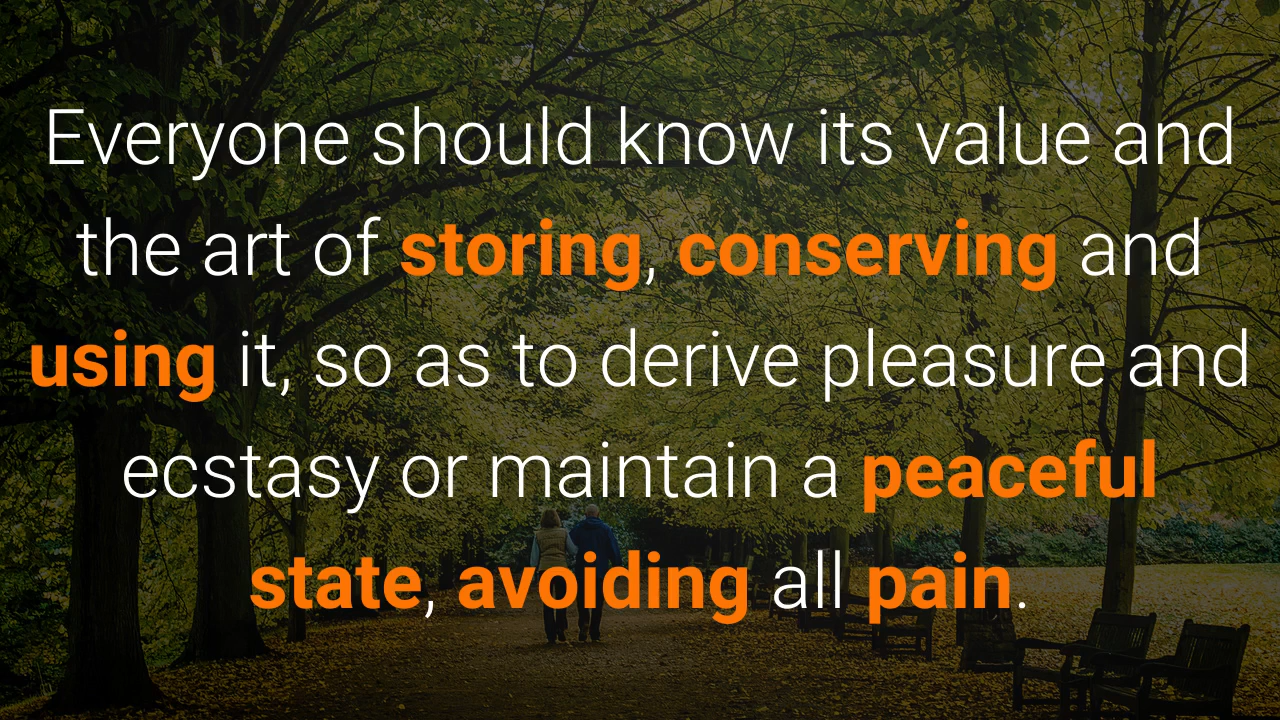 Everyone should know its value and
the art of storing, conserving and
using it, so as to derive pleasure and
ecstasy or maintain a peaceful
state, avoiding all pain.